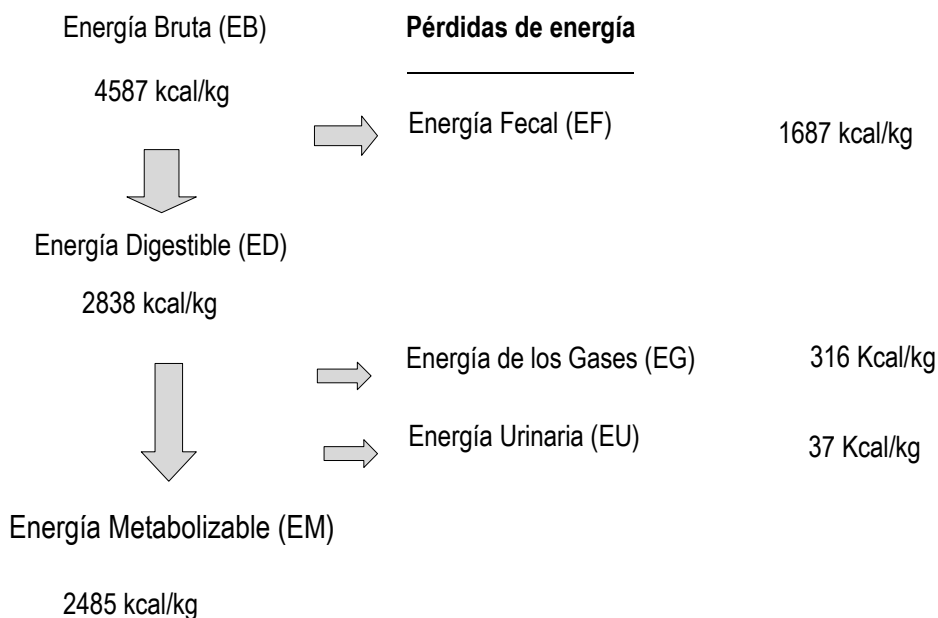 Energía Bruta (EB)
Pérdidas de energía
4587 kcal/kg
Energía Fecal (EF)
1687 kcal/kg
Energía Digestible (ED)
2838 kcal/kg
Energía de los Gases (EG)
316 Kcal/kg
Energía Urinaria (EU)
37 Kcal/kg
Energía Metabolizable (EM)
2485 kcal/kg